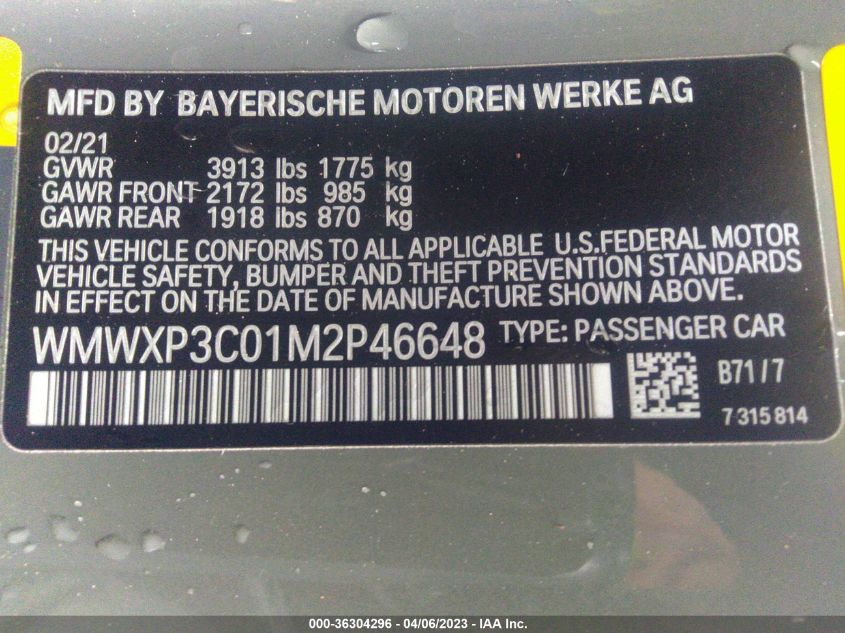 MFD BY BAYERISCHE MOTOREN WERKE AG
02/21
GVWR 3913 lbs 1775 kg
GAWR FRONT 2172 lbs 985 kg
GAWR REAR 1918 lbs 870 kg
THIS VEHICLE CONFORMS TO ALL APPLICABLE U.S.FEDERAL MOTOR
VEHICLE SAFETY, BUMPER AND THEFT PREVENTION STANDARDS
IN EFFECT ON THE DATE OF MANUFACTURE SHOWN ABOVE.
WMWXP3C01M2P46648 TYPE: PASSENGER CAR
B71/7
7 315 814
000-36304296 - 04/06/2023 - IAA Inc.